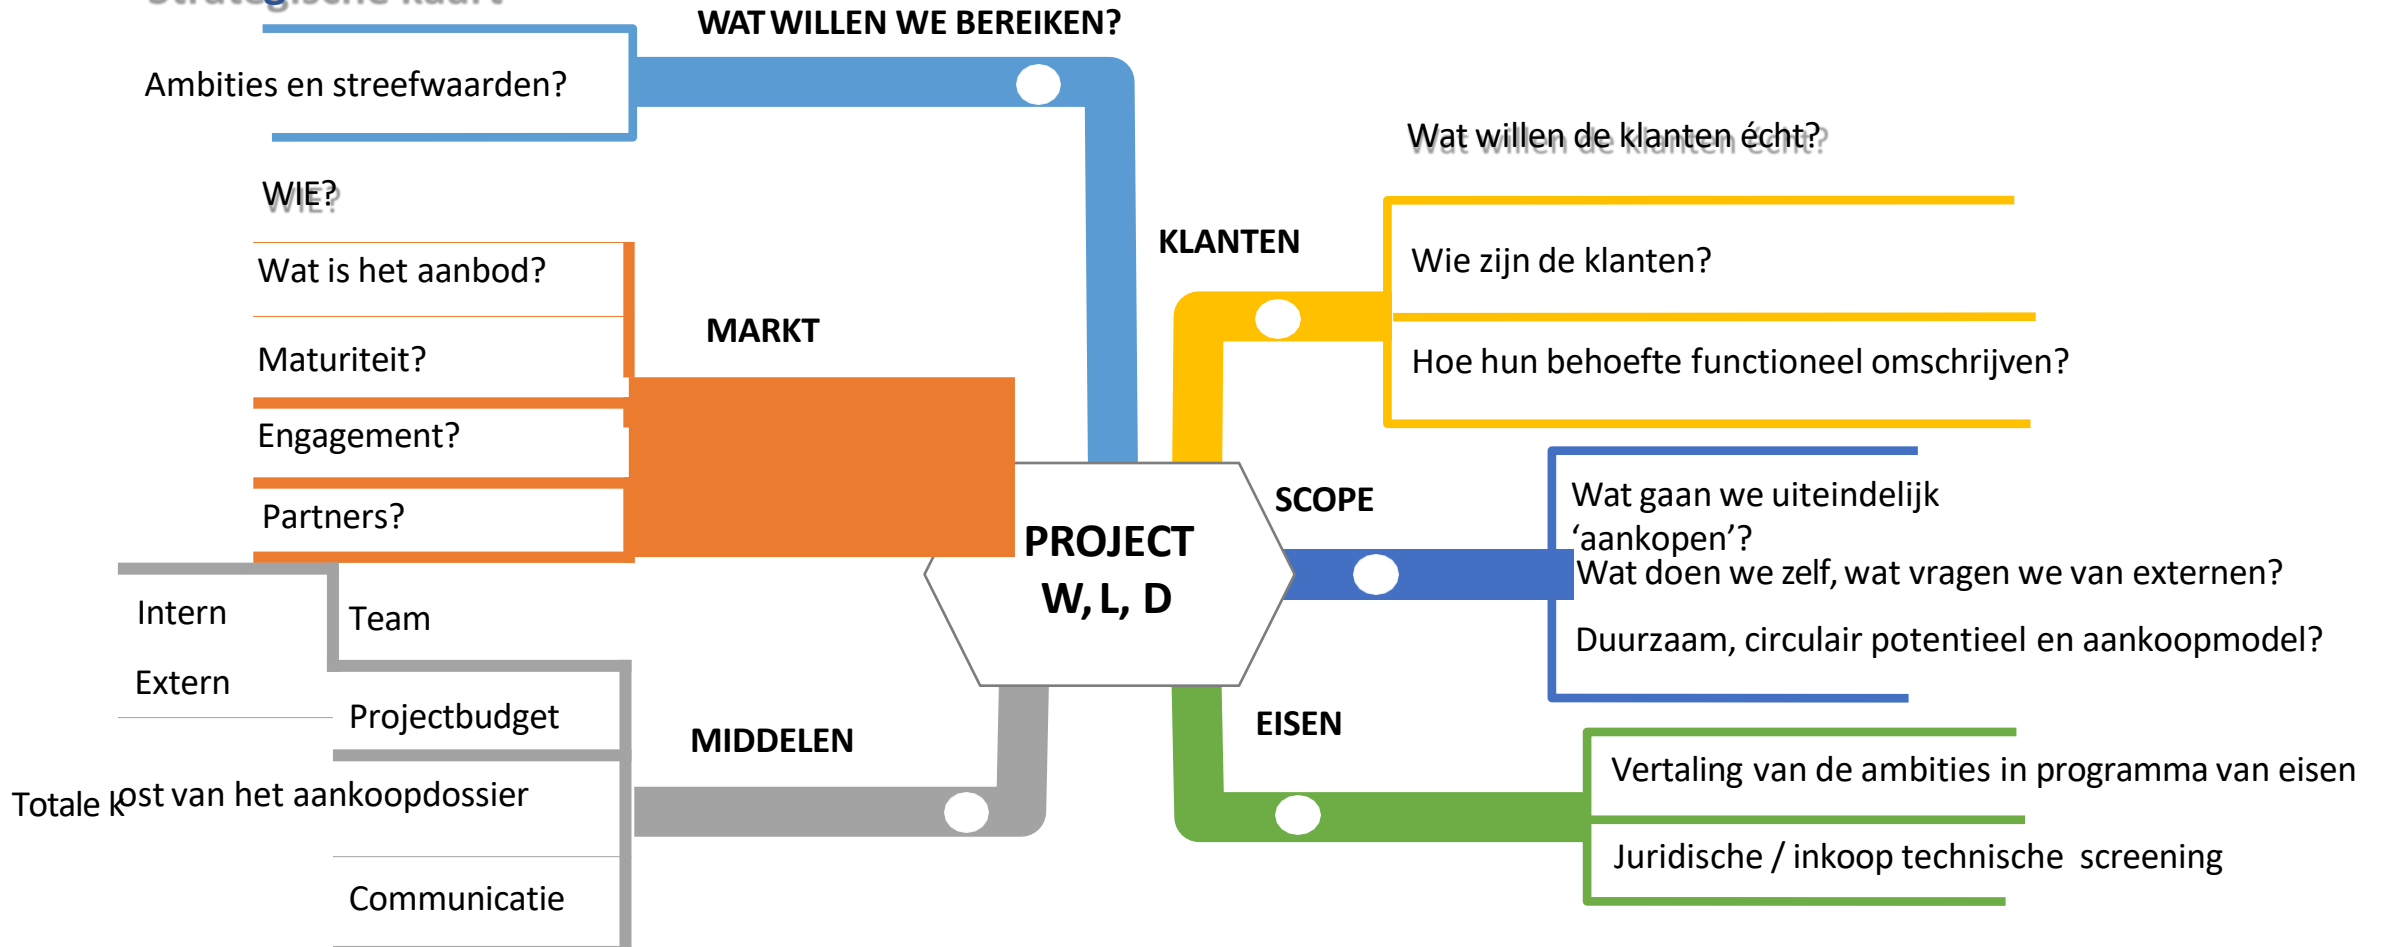 Strategische kaart
WAT WILLEN WE BEREIKEN?
Ambities en streefwaarden?
WIE?
Wat is het aanbod?
Maturiteit?
Engagement?
Partners?
MARKT
KLANTEN
Wat willen de klanten écht?
Wie zijn de klanten?
Hoe hun behoefte functioneel omschrijven?
PROJECT
W, L, D
SCOPE
Wat gaan we uiteindelijk
‘aankopen’?
Wat doen we zelf, wat vragen we van externen?
Duurzaam, circulair potentieel en aankoopmodel?
Intern
Extern
Team
Projectbudget
Totale kost van het aankoopdossier
Communicatie
MIDDELEN
EISEN
Vertaling van de ambities in programma van eisen
Juridische / inkoop technische screening